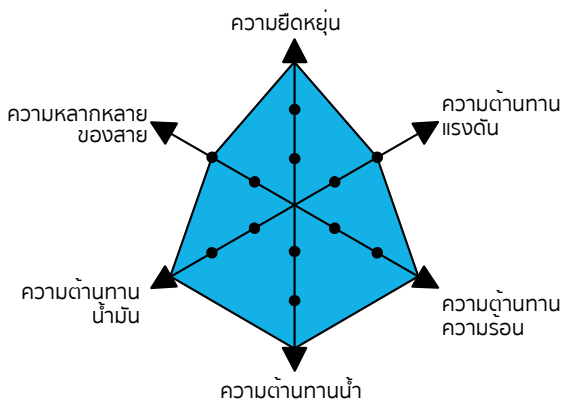 ความยืดหยุ่น
ความหลากหลาย
ของสาย
ความต้านทาน
แรงดัน
ความต้านทาน
น้ำมัน
ความต้านทาน
ความร้อน
ความต้านทานน้ำ